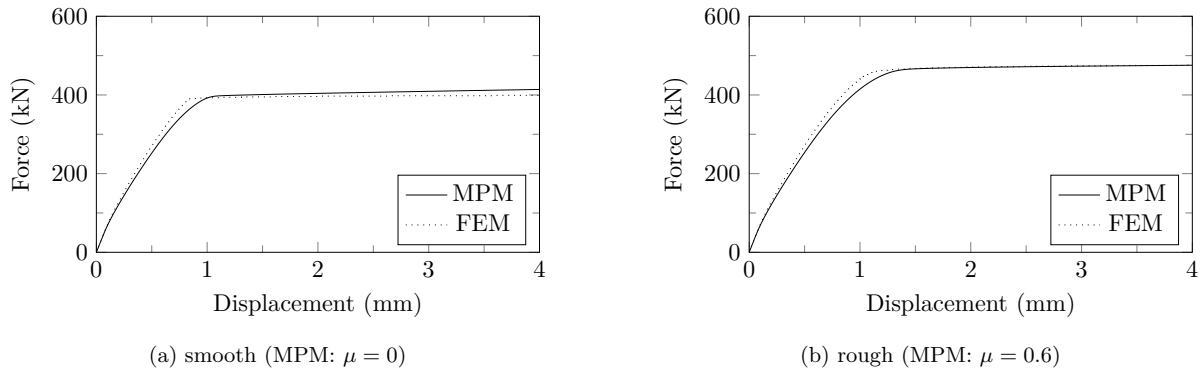 600
400
200
0
Force (kN)
MPM
FEM
0 1 2 3 4
Displacement (mm)
(a) smooth (MPM: μ = 0)
600
400
200
0
Force (kN)
MPM
FEM
0 1 2 3 4
Displacement (mm)
(b) rough (MPM: μ = 0.6)